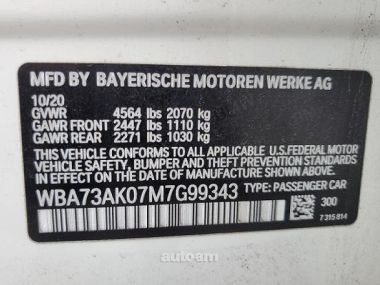 MFD BY BAYERISCHE MOTOREN WERKE AG
10/20
GVWR 4564 lbs 2070 kg
GAWR FRONT 2447 lbs 1110 kg
GAWR REAR 2271 lbs 1030 kg
THIS VEHICLE CONFORMS TO ALL APPLICABLE U.S.FEDERAL MOTOR
VEHICLE SAFETY, BUMPER AND THEFT PREVENTION STANDARDS
IN EFFECT ON THE DATE OF MANUFACTURE SHOWN ABOVE.
WBA73AK07M7G99343 TYPE: PASSENGER CAR
300
7 315 814
autoam